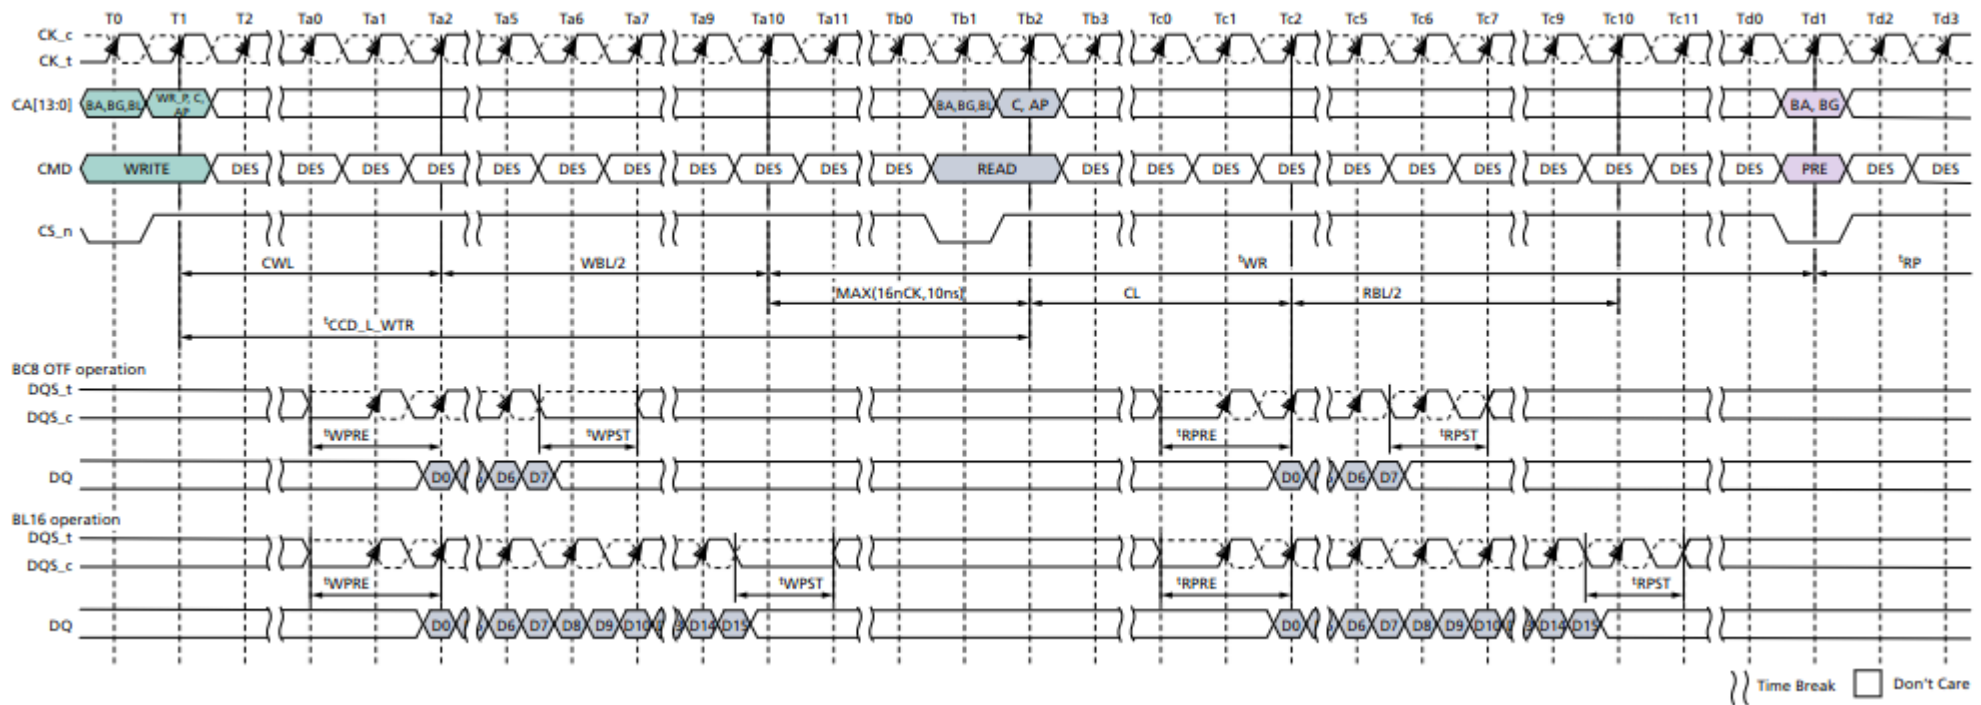 T0 T1 T2 Ta0 Ta1 Ta2 Ta5 Ta6 Ta7 Ta9 Ta10 Ta11 Tb0 Tb1 Tb2 Tb3 Tc0 Tc1 Tc2 Tc5 Tc6 Tc7 Tc9 Tc10 Tc11 Td0 Td1 Td2 Td3
CK_c
CK_t
CA[13:0] BA,BG,BL WR_P, C, AP BA,BG,BL C, AP BA, BG
CMD WRITE DES DES DES DES DES DES DES DES DES DES DES READ DES DES DES DES DES DES DES DES DES DES DES PRE DES DES
CS_n
CWL WBL/2 tWR tRP
MAX(16nCK,10ns) CL RBL/2
tCCD_L_WTR
BC8 OTF operation
DQS_t
DQS_c
tWPRE tWPST tRPRE tRPST
DQ D0 D6 D7 D0 D6 D7
BL16 operation
DQS_t
DQS_c
tWPRE tWPST tRPRE tRPST
DQ D0 D6 D7 D8 D9 D10 D14 D15 D0 D6 D7 D8 D9 D10 D14 D15
Time Break Don't Care